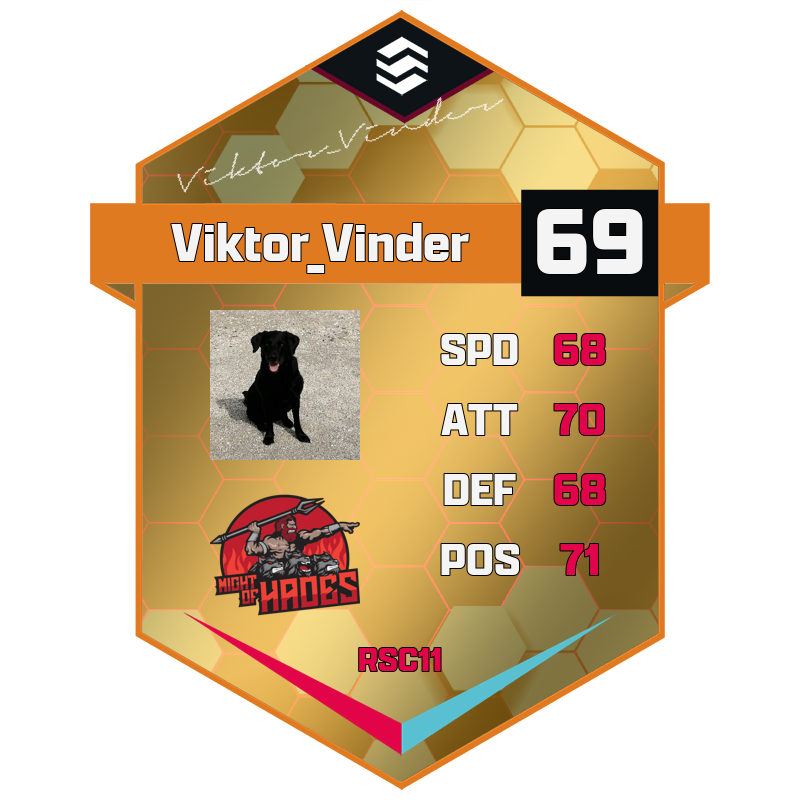 Viktor_Vinder
Viktor_Vinder 69
SPD 68
ATT 70
DEF 68
POS 71
MIGHT
OF HADES
RSC11